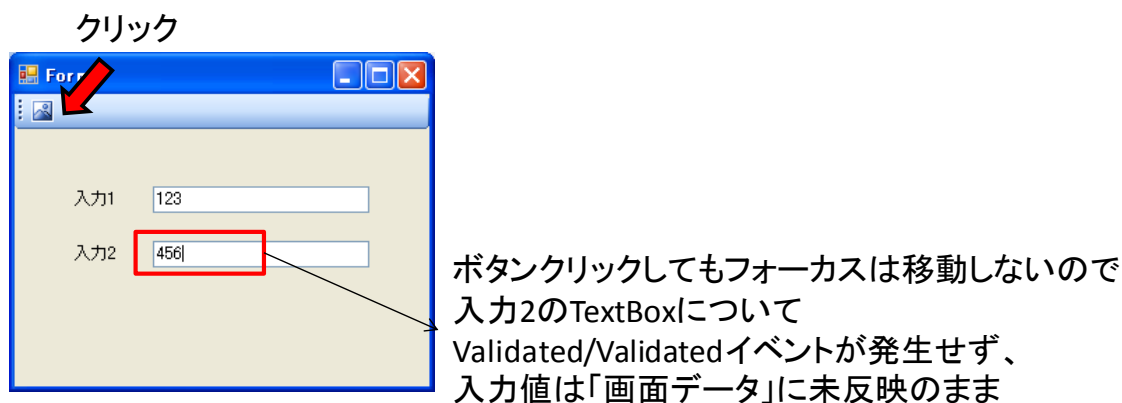 クリック
For
入力1
123
入力2
456
ボタンクリックしてもフォーカスは移動しないので
入力2のTextBoxについて
Validated/Validatedイベントが発生せず、
入力値は「画面データ」に未反映のまま